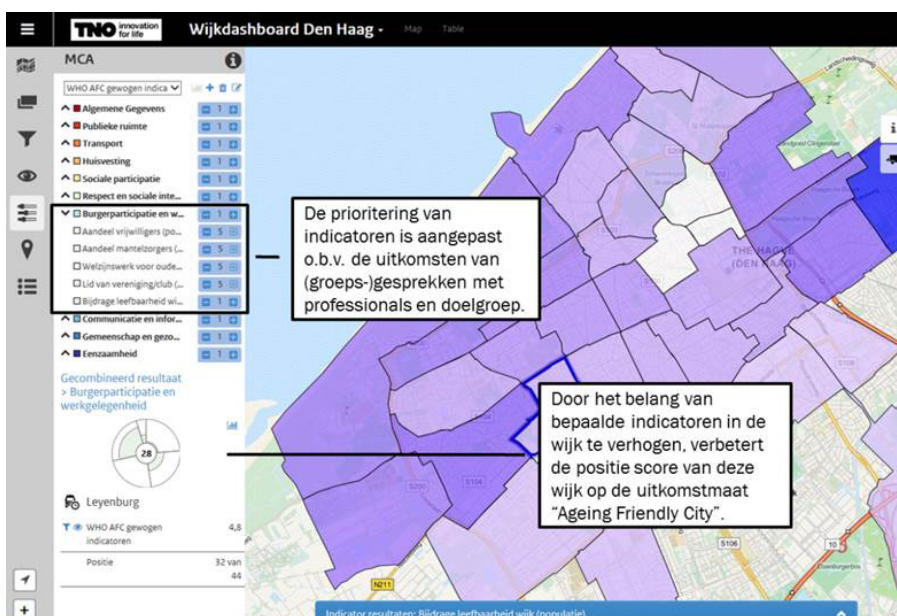 TNO innovation for life
Wijkdashboard Den Haag
Map
Table
MCA
WHO AFC gewogen indica
Algemene Gegevens
1
Publieke ruimte
1
Transport
1
Huisvesting
1
Sociale participatie
1
Respect en sociale inte...
1
Burgerparticipatie en w...
1
Aandeel vrijwilligers (po...
5
Aandeel mantelzorgers (...
5
Welzijnswerk voor oude...
5
Lid van vereniging/club (...
5
Bijdrage leefbaarheid wi...
5
Communicatie en infor...
1
Gemeenschap en gezo...
1
Eenzaamheid
1
De prioritering van
indicatoren is aangepast
o.b.v. de uitkomsten van
(groeps-)gesprekken met
professionals en doelgroep.
Gecombineerd resultaat
> Burgerparticipatie en
werkgelegenheid
28
Leyenburg
WHO AFC gewogen
indicatoren
4,8
Positie
32 van
44
Door het belang van
bepaalde indicatoren in de
wijk te verhogen, verbetert
de positie score van deze
wijk op de uitkomstmaat
“Ageing Friendly City”.
THE HAGUE
(DEN HAAG)
S200
S104
S106
N211
10
Indicator resultaten: Bijdrage leefbaarheid wijk (populatie)